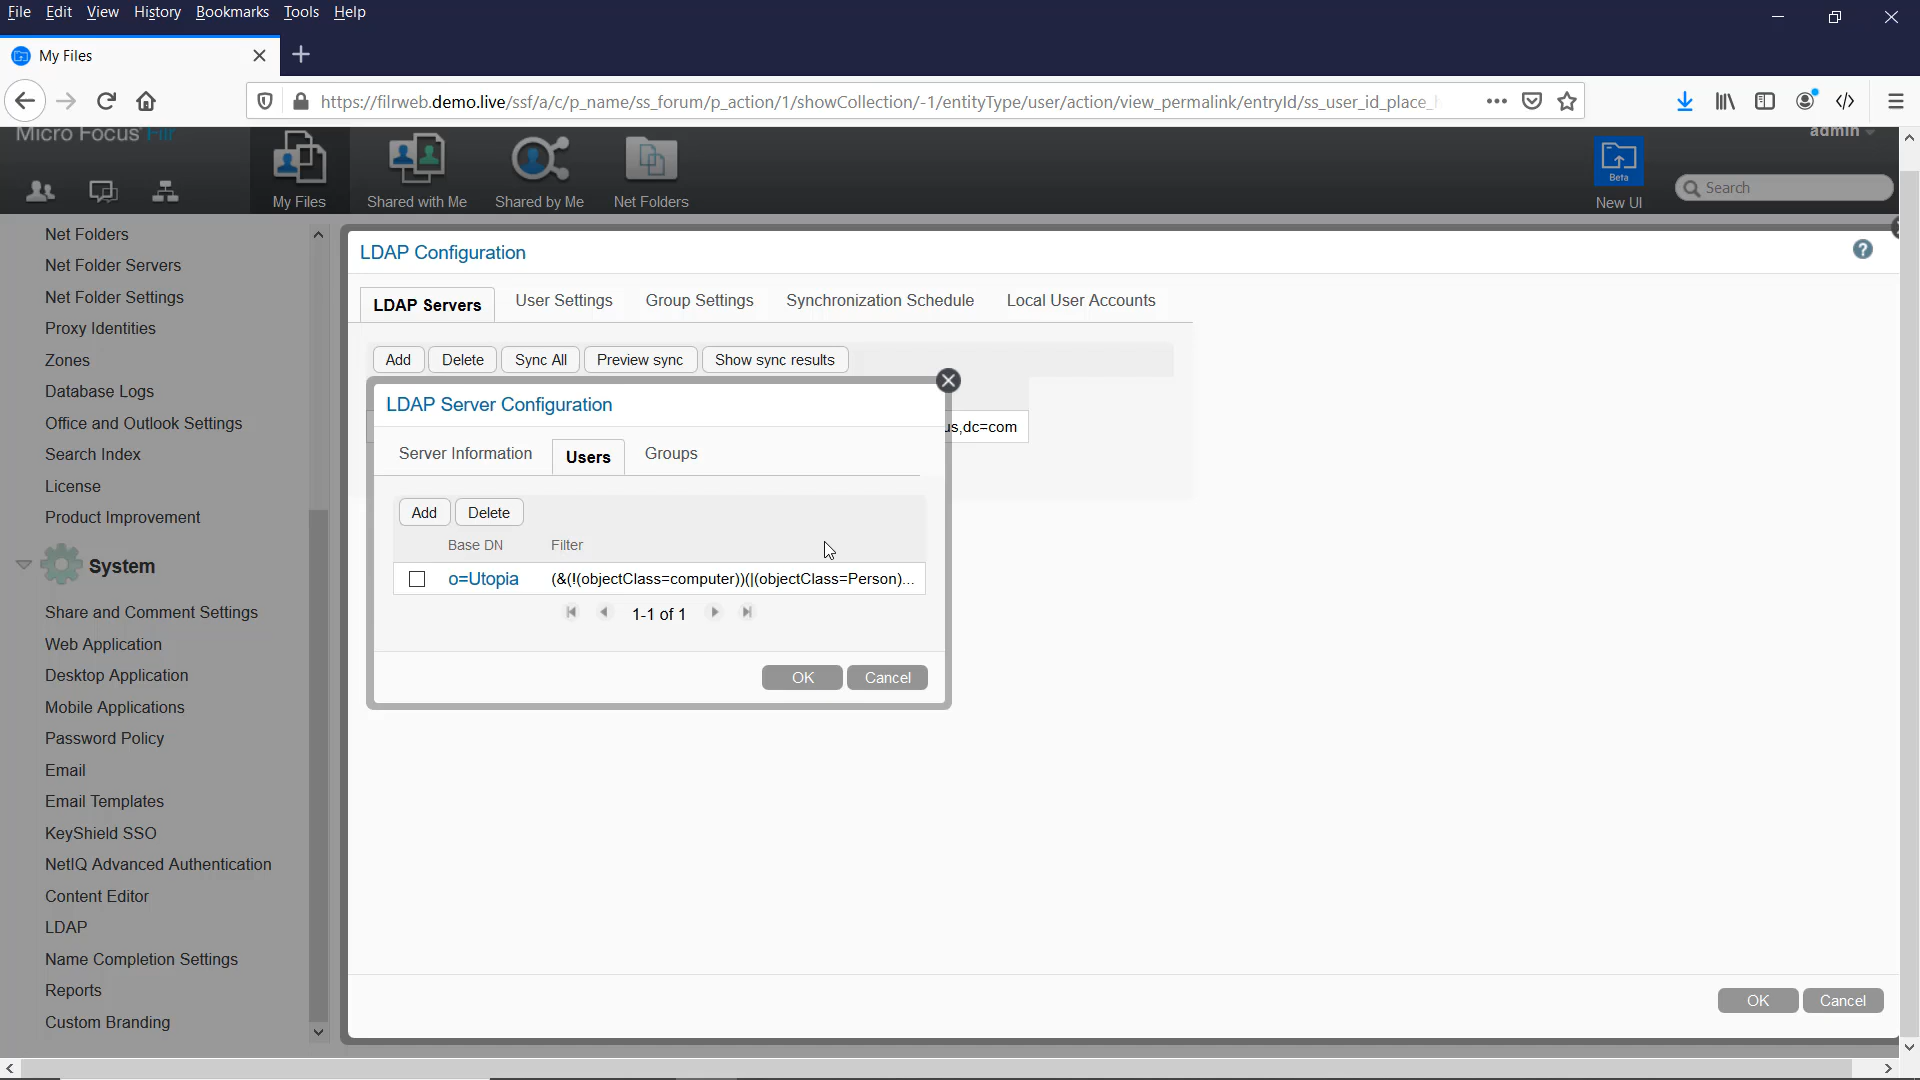 File Edit View History Bookmarks Tools Help
My Files
https://filrweb.demo.live/ssf/a/c/p_name/ss_forum/p_action/1/showCollection/-1/entityType/user/action/view_permalink/entryId/ss_user_id_place_
Micro Focus Filr
admin
My Files
Shared with Me
Shared by Me
Net Folders
Beta
New UI
Search
Net Folders
Net Folder Servers
Net Folder Settings
Proxy Identities
Zones
Database Logs
Office and Outlook Settings
Search Index
License
Product Improvement
System
Share and Comment Settings
Web Application
Desktop Application
Mobile Applications
Password Policy
Email
Email Templates
KeyShield SSO
NetIQ Advanced Authentication
Content Editor
LDAP
Name Completion Settings
Reports
Custom Branding
LDAP Configuration
?
LDAP Servers User Settings Group Settings Synchronization Schedule Local User Accounts
Add Delete Sync All Preview sync Show sync results
us,dc=com
LDAP Server Configuration
Server Information Users Groups
Add Delete
Base DN Filter
o=Utopia (&(!(objectClass=computer))(|(objectClass=Person)...
1-1 of 1
OK Cancel
OK Cancel